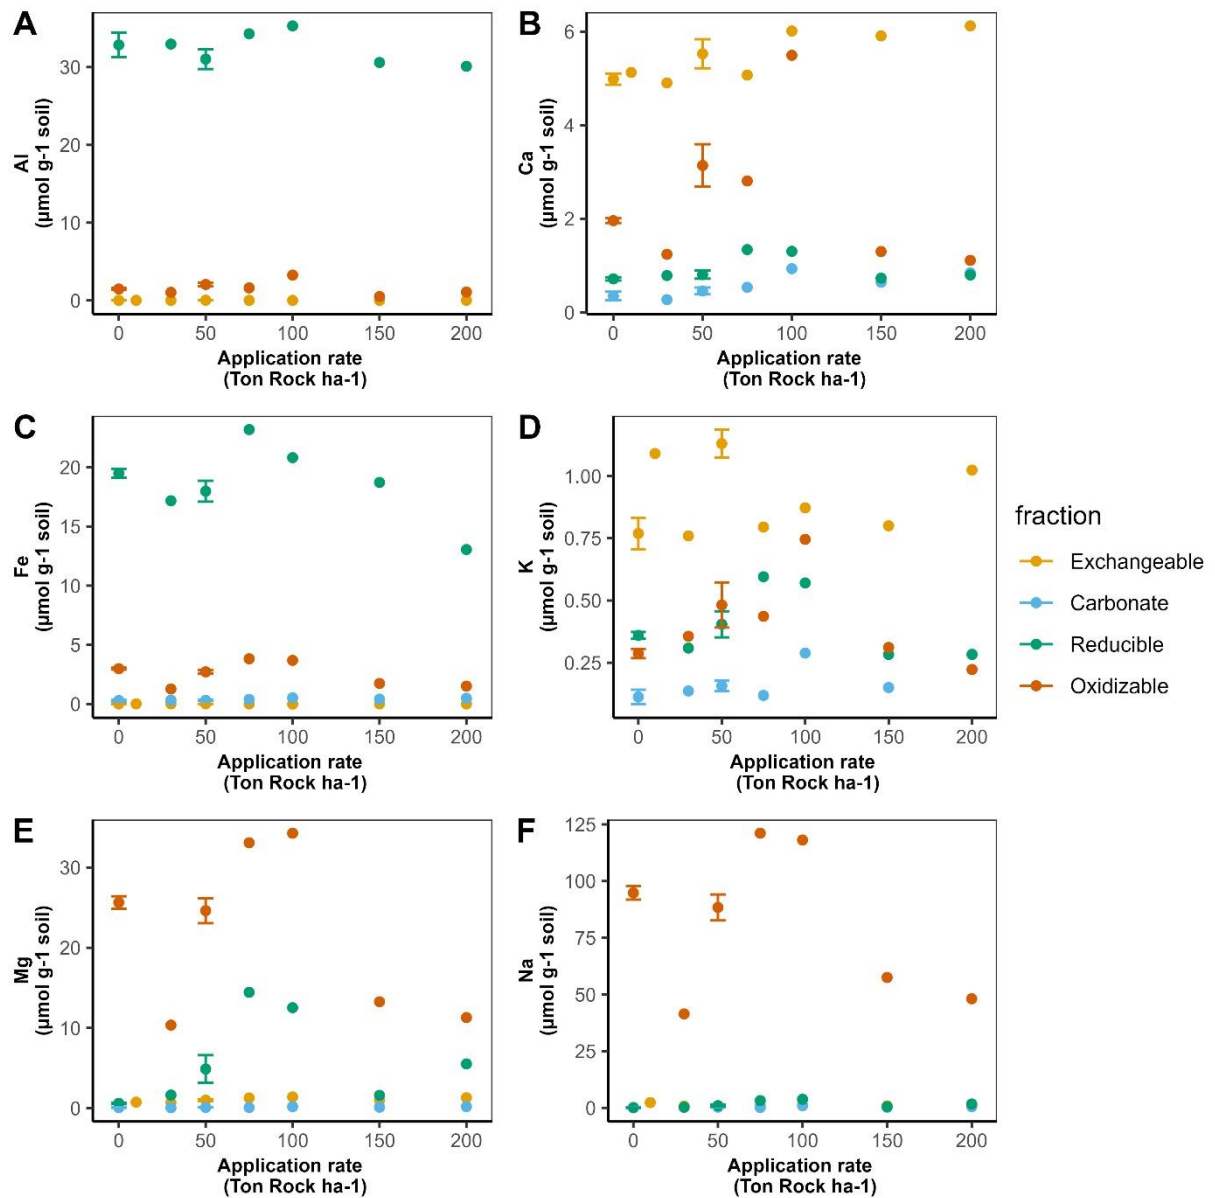 A
Al
(µmol g-1 soil)
30
20
10
0
0 50 100 150 200
Application rate
(Ton Rock ha-1)
B
Ca
(µmol g-1 soil)
6
4
2
0
0 50 100 150 200
Application rate
(Ton Rock ha-1)
C
Fe
(µmol g-1 soil)
20
15
10
5
0
0 50 100 150 200
Application rate
(Ton Rock ha-1)
D
K
(µmol g-1 soil)
1.00
0.75
0.50
0.25
0 50 100 150 200
Application rate
(Ton Rock ha-1)
fraction
Exchangeable
Carbonate
Reducible
Oxidizable
E
Mg
(µmol g-1 soil)
30
20
10
0
0 50 100 150 200
Application rate
(Ton Rock ha-1)
F
Na
(µmol g-1 soil)
125
100
75
50
25
0
0 50 100 150 200
Application rate
(Ton Rock ha-1)